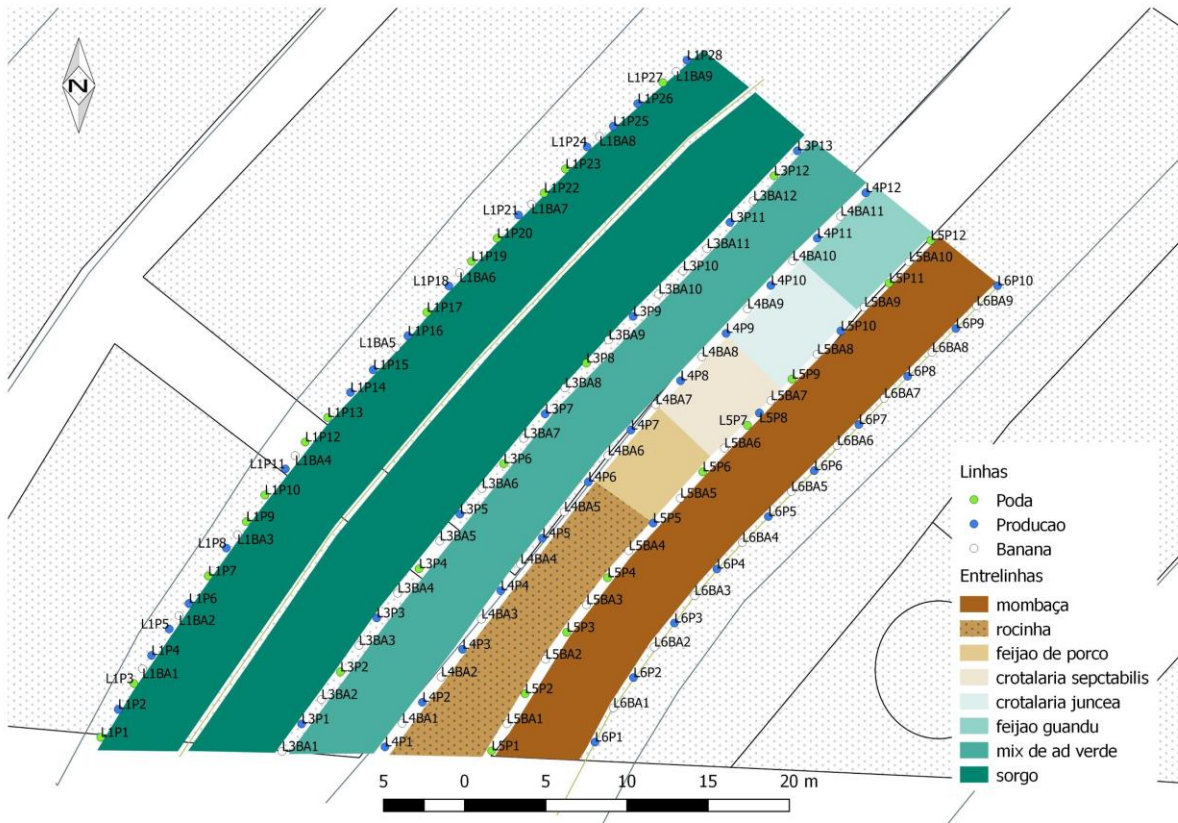 N
L1P28
L1BA9
L1P27
L1P26
L1P25
L1BA8
L1P24
L1P23
L1P22
L1BA7
L1P21
L1P20
L1P19
L1BA6
L1P18
L1P17
L1P16
L1BA5
L1P15
L1P14
L1P13
L1P12
L1BA4
L1P11
L1P10
L1P9
L1BA3
L1P8
L1P7
L1P6
L1BA2
L1P5
L1P4
L1BA1
L1P3
L1P2
L1P1
L3P13
L3P12
L3BA12
L3P11
L3BA11
L3P10
L3BA10
L3P9
L3BA9
L3P8
L3BA8
L3P7
L3BA7
L3P6
L3BA6
L3P5
L3BA5
L3P4
L3BA4
L3P3
L3BA3
L3P2
L3BA2
L3P1
L3BA1
L4P12
L4BA11
L4P11
L4BA10
L4P10
L4BA9
L4P9
L4BA8
L4P8
L4BA7
L4P7
L4BA6
L4P6
L4BA5
L4P5
L4BA4
L4P4
L4BA3
L4P3
L4BA2
L4P2
L4BA1
L4P1
L5P12
L5BA10
L5P11
L5BA9
L5P10
L5BA8
L5P9
L5BA7
L5P8
L5P7
L5BA6
L5P6
L5BA5
L5P5
L5BA4
L5P4
L5BA3
L5P3
L5BA2
L5P2
L5BA1
L5P1
L6P10
L6BA9
L6P9
L6BA8
L6P8
L6BA7
L6P7
L6BA6
L6P6
L6BA5
L6P5
L6BA4
L6P4
L6BA3
L6P3
L6BA2
L6P2
L6BA1
L6P1
Linhas
Poda
Producao
Banana
Entrelinhas
mombaça
rocinha
feijao de porco
crotalaria sepctabilis
crotalaria juncea
feijao guandu
mix de ad verde
sorgo
5 0 5 10 15 20 m